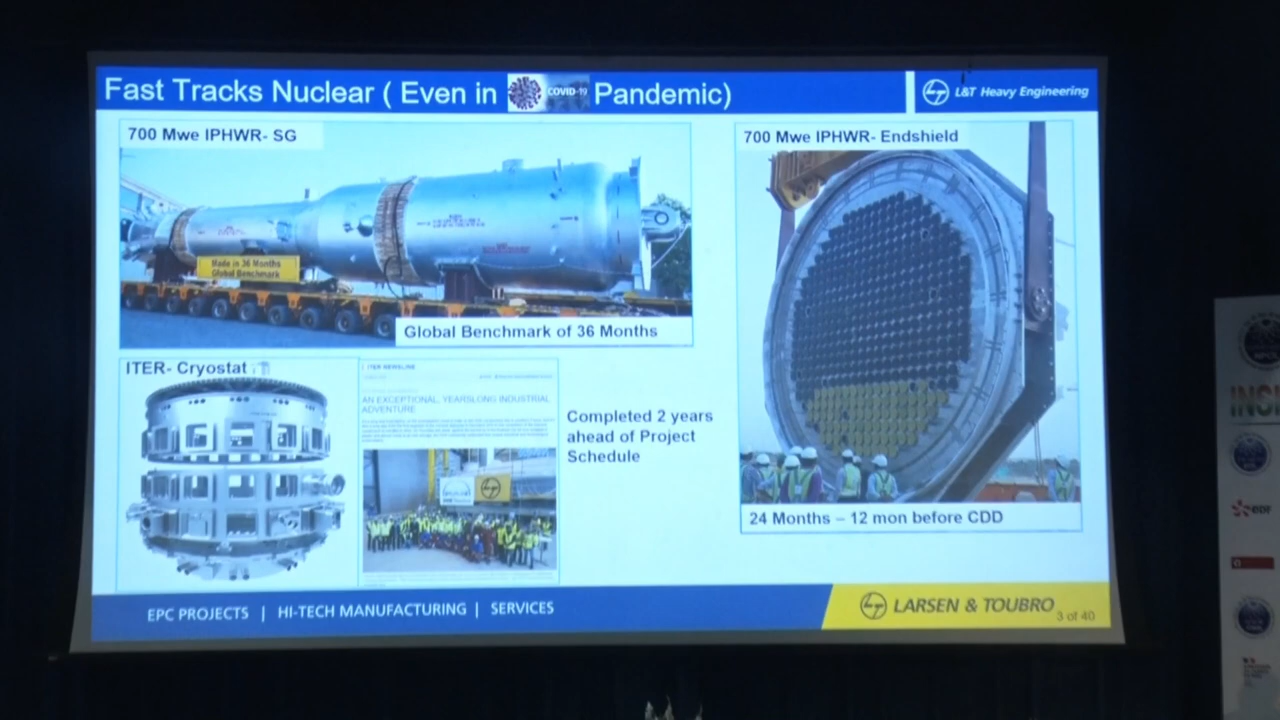 Fast Tracks Nuclear ( Even in COVID-19 Pandemic)
L&T Heavy Engineering
700 Mwe IPHWR- SG
Made in 36 Months
Global Benchmark
Global Benchmark of 36 Months
700 Mwe IPHWR- Endshield
24 Months – 12 mon before CDD
ITER- Cryostat
ITER NEWSLINE
AN EXCEPTIONAL, YEARSLONG INDUSTRIAL
ADVENTURE
Completed 2 years
ahead of Project
Schedule
EPC PROJECTS | HI-TECH MANUFACTURING | SERVICES
LARSEN & TOUBRO
3 of 40
edF